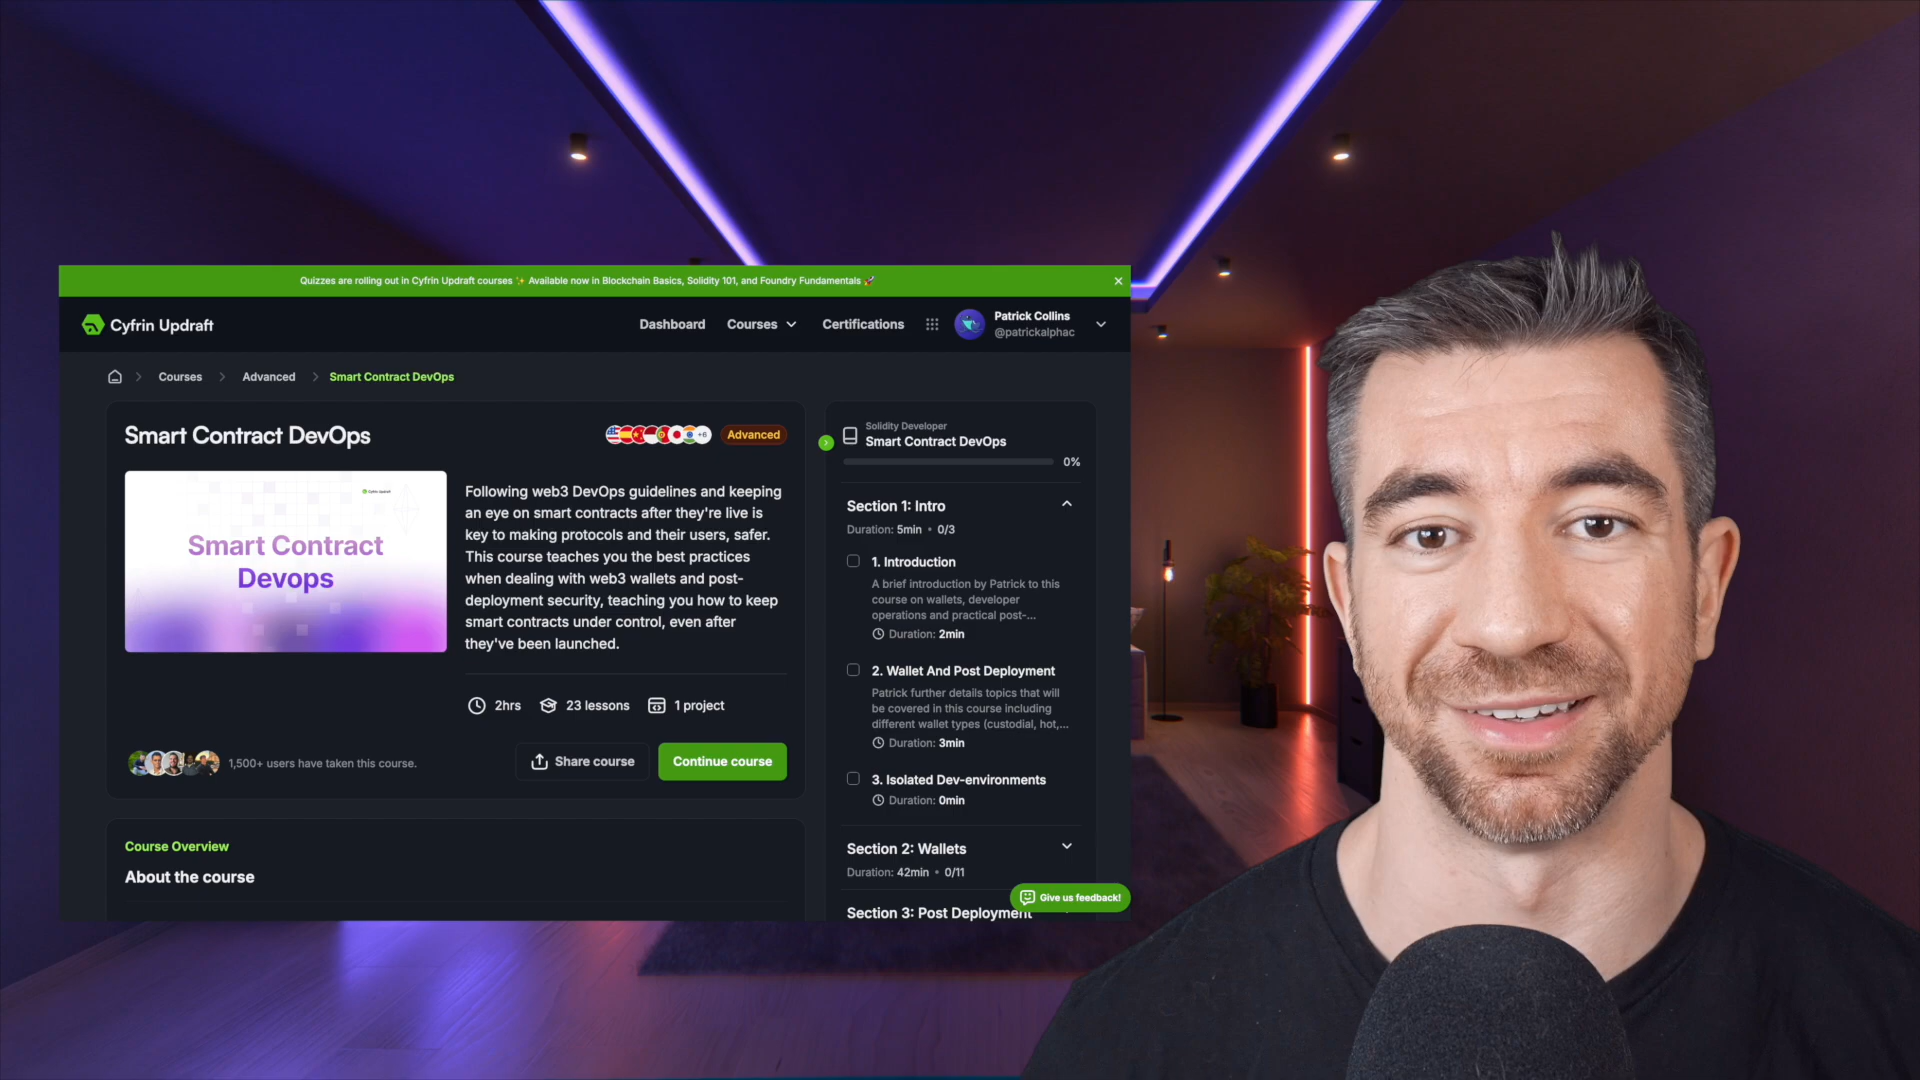 Quizzes are rolling out in Cyfrin Updraft courses ✨ Available now in Blockchain Basics, Solidity 101, and Foundry Fundamentals 🚀
Cyfrin Updraft
Dashboard
Courses
Certifications
Patrick Collins
@patrickalphac
Courses
Advanced
Smart Contract DevOps
Smart Contract DevOps
+6
Advanced
Cyfrin Updraft
Smart Contract
Devops
Following web3 DevOps guidelines and keeping
an eye on smart contracts after they're live is
key to making protocols and their users, safer.
This course teaches you the best practices
when dealing with web3 wallets and post-
deployment security, teaching you how to keep
smart contracts under control, even after
they've been launched.
2hrs
23 lessons
1 project
1,500+ users have taken this course.
Share course
Continue course
Course Overview
About the course
Solidity Developer
Smart Contract DevOps
0%
Section 1: Intro
Duration: 5min • 0/3
1. Introduction
A brief introduction by Patrick to this
course on wallets, developer
operations and practical post-...
Duration: 2min
2. Wallet And Post Deployment
Patrick further details topics that will
be covered in this course including
different wallet types (custodial, hot,...
Duration: 3min
3. Isolated Dev-environments
Duration: 0min
Section 2: Wallets
Duration: 42min • 0/11
Give us feedback!
Section 3: Post Deployment